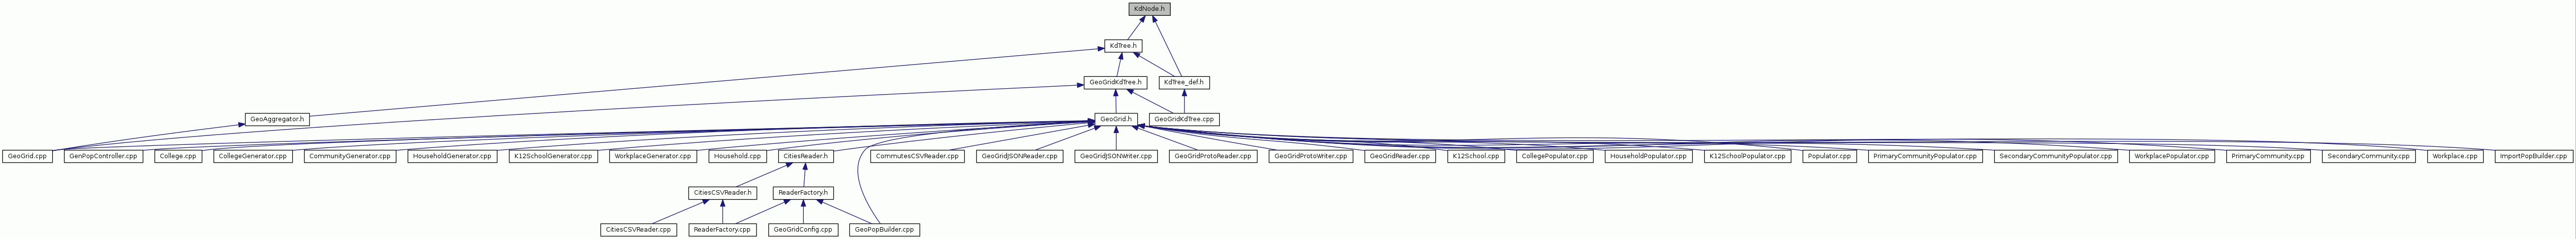 KdNode.h
KdTree.h
GeoGridKdTree.h
KdTree_def.h
GeoAggregator.h
GeoGrid.h
GeoGridKdTree.cpp
GeoGrid.cpp
GenPopController.cpp
College.cpp
CollegeGenerator.cpp
CommunityGenerator.cpp
HouseholdGenerator.cpp
K12SchoolGenerator.cpp
WorkplaceGenerator.cpp
Household.cpp
CitiesReader.h
CommutesCSVReader.cpp
GeoGridJSONReader.cpp
GeoGridJSONWriter.cpp
GeoGridProtoReader.cpp
GeoGridProtoWriter.cpp
GeoGridReader.cpp
K12School.cpp
CollegePopulator.cpp
HouseholdPopulator.cpp
K12SchoolPopulator.cpp
Populator.cpp
PrimaryCommunityPopulator.cpp
SecondaryCommunityPopulator.cpp
WorkplacePopulator.cpp
PrimaryCommunity.cpp
SecondaryCommunity.cpp
Workplace.cpp
ImportPopBuilder.cpp
CitiesCSVReader.h
ReaderFactory.h
CitiesCSVReader.cpp
ReaderFactory.cpp
GeoGridConfig.cpp
GeoPopBuilder.cpp